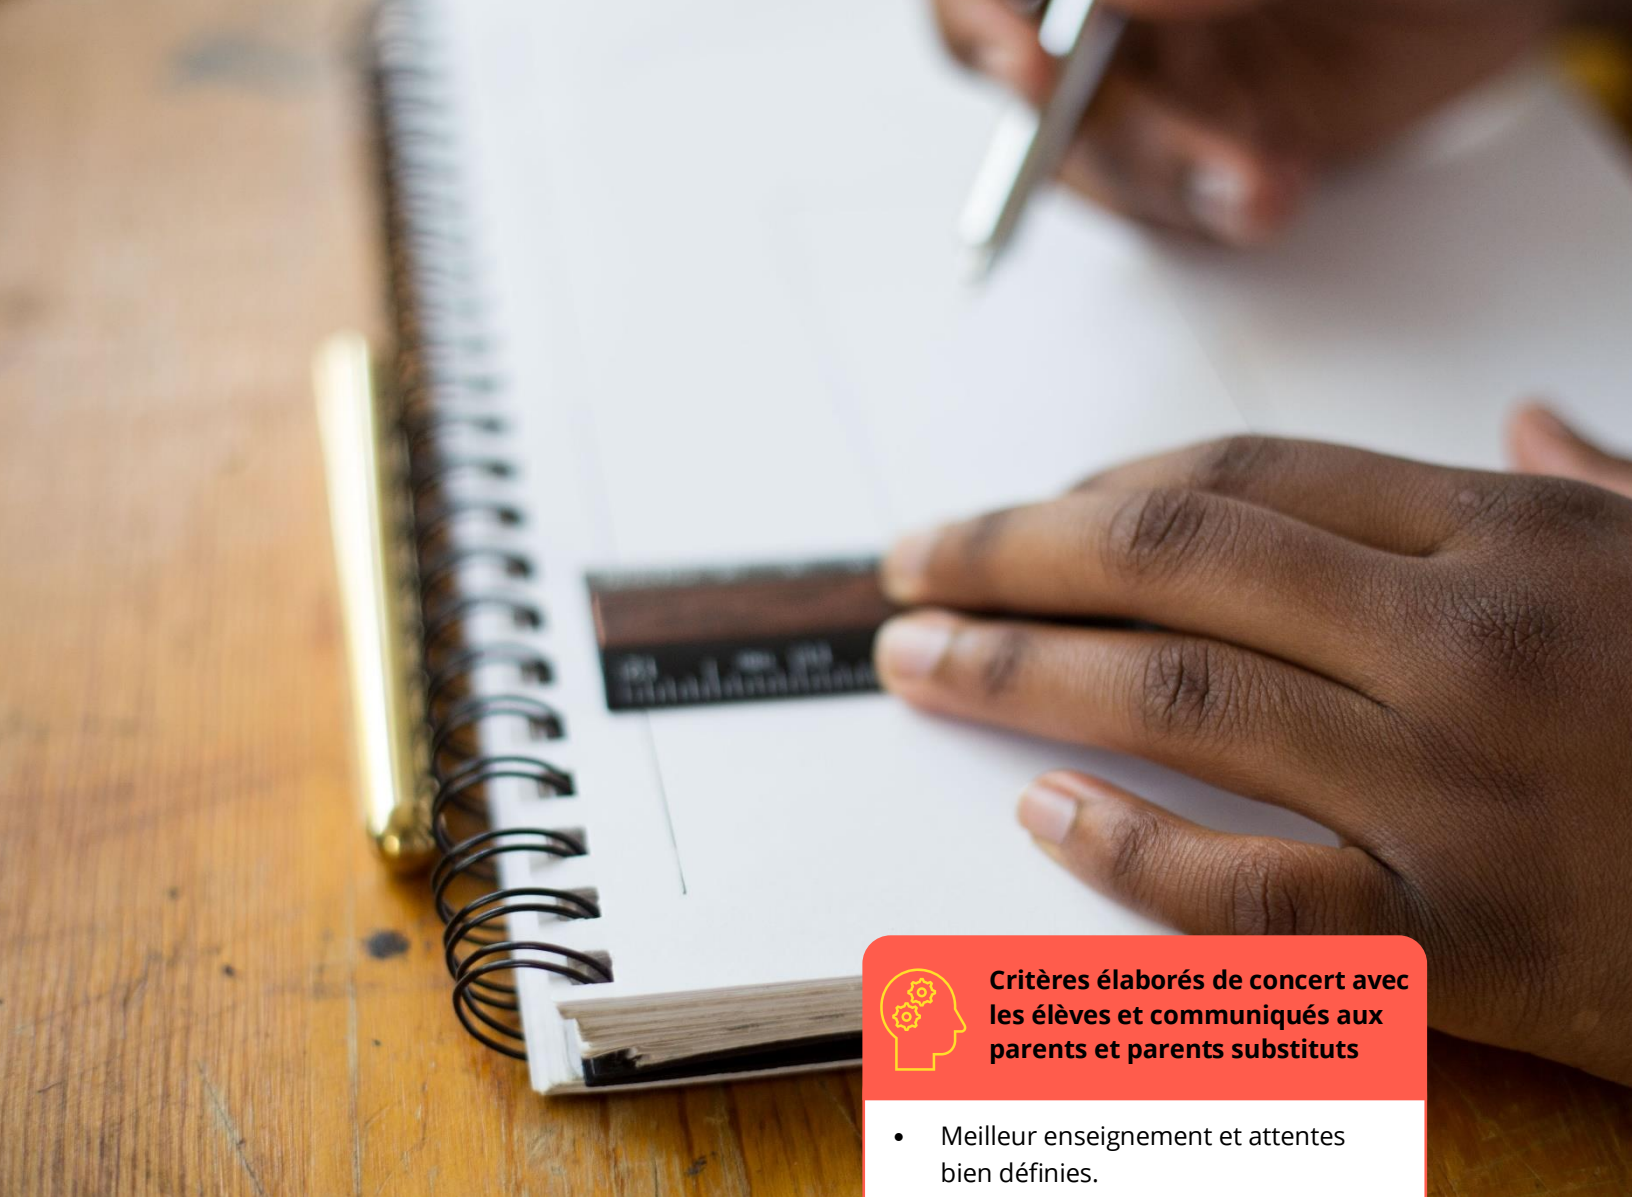 Critères élaborés de concert avec
les élèves et communiqués aux
parents et parents substituts
• Meilleur enseignement et attentes
bien définies.